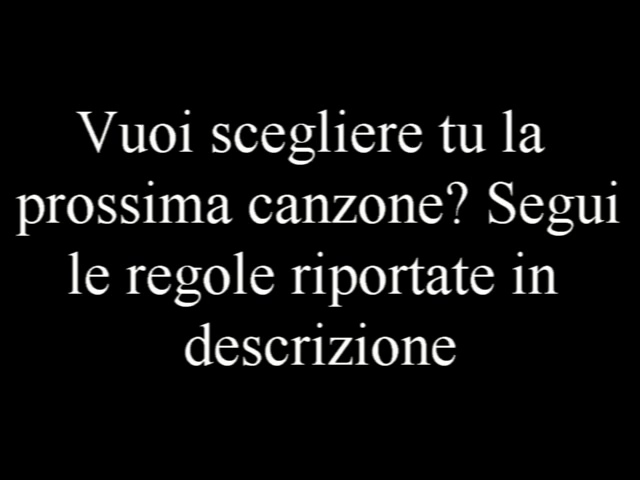 Vuoi scegliere tu la
prossima canzone? Segui
le regole riportate in
descrizione